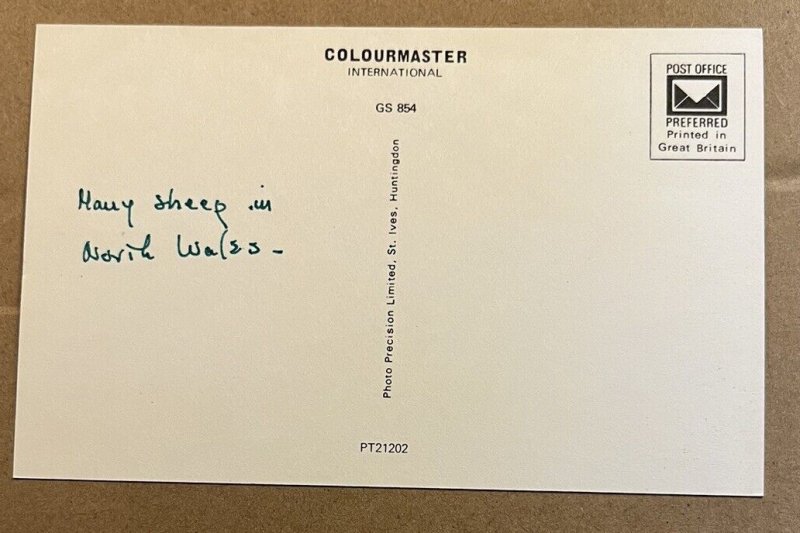 COLOURMASTER
INTERNATIONAL
GS 854
POST OFFICE
PREFERRED
Printed in
Great Britain
Many sheep in
North Wales -
Photo Precision Limited, St. Ives, Huntingdon
PT21202